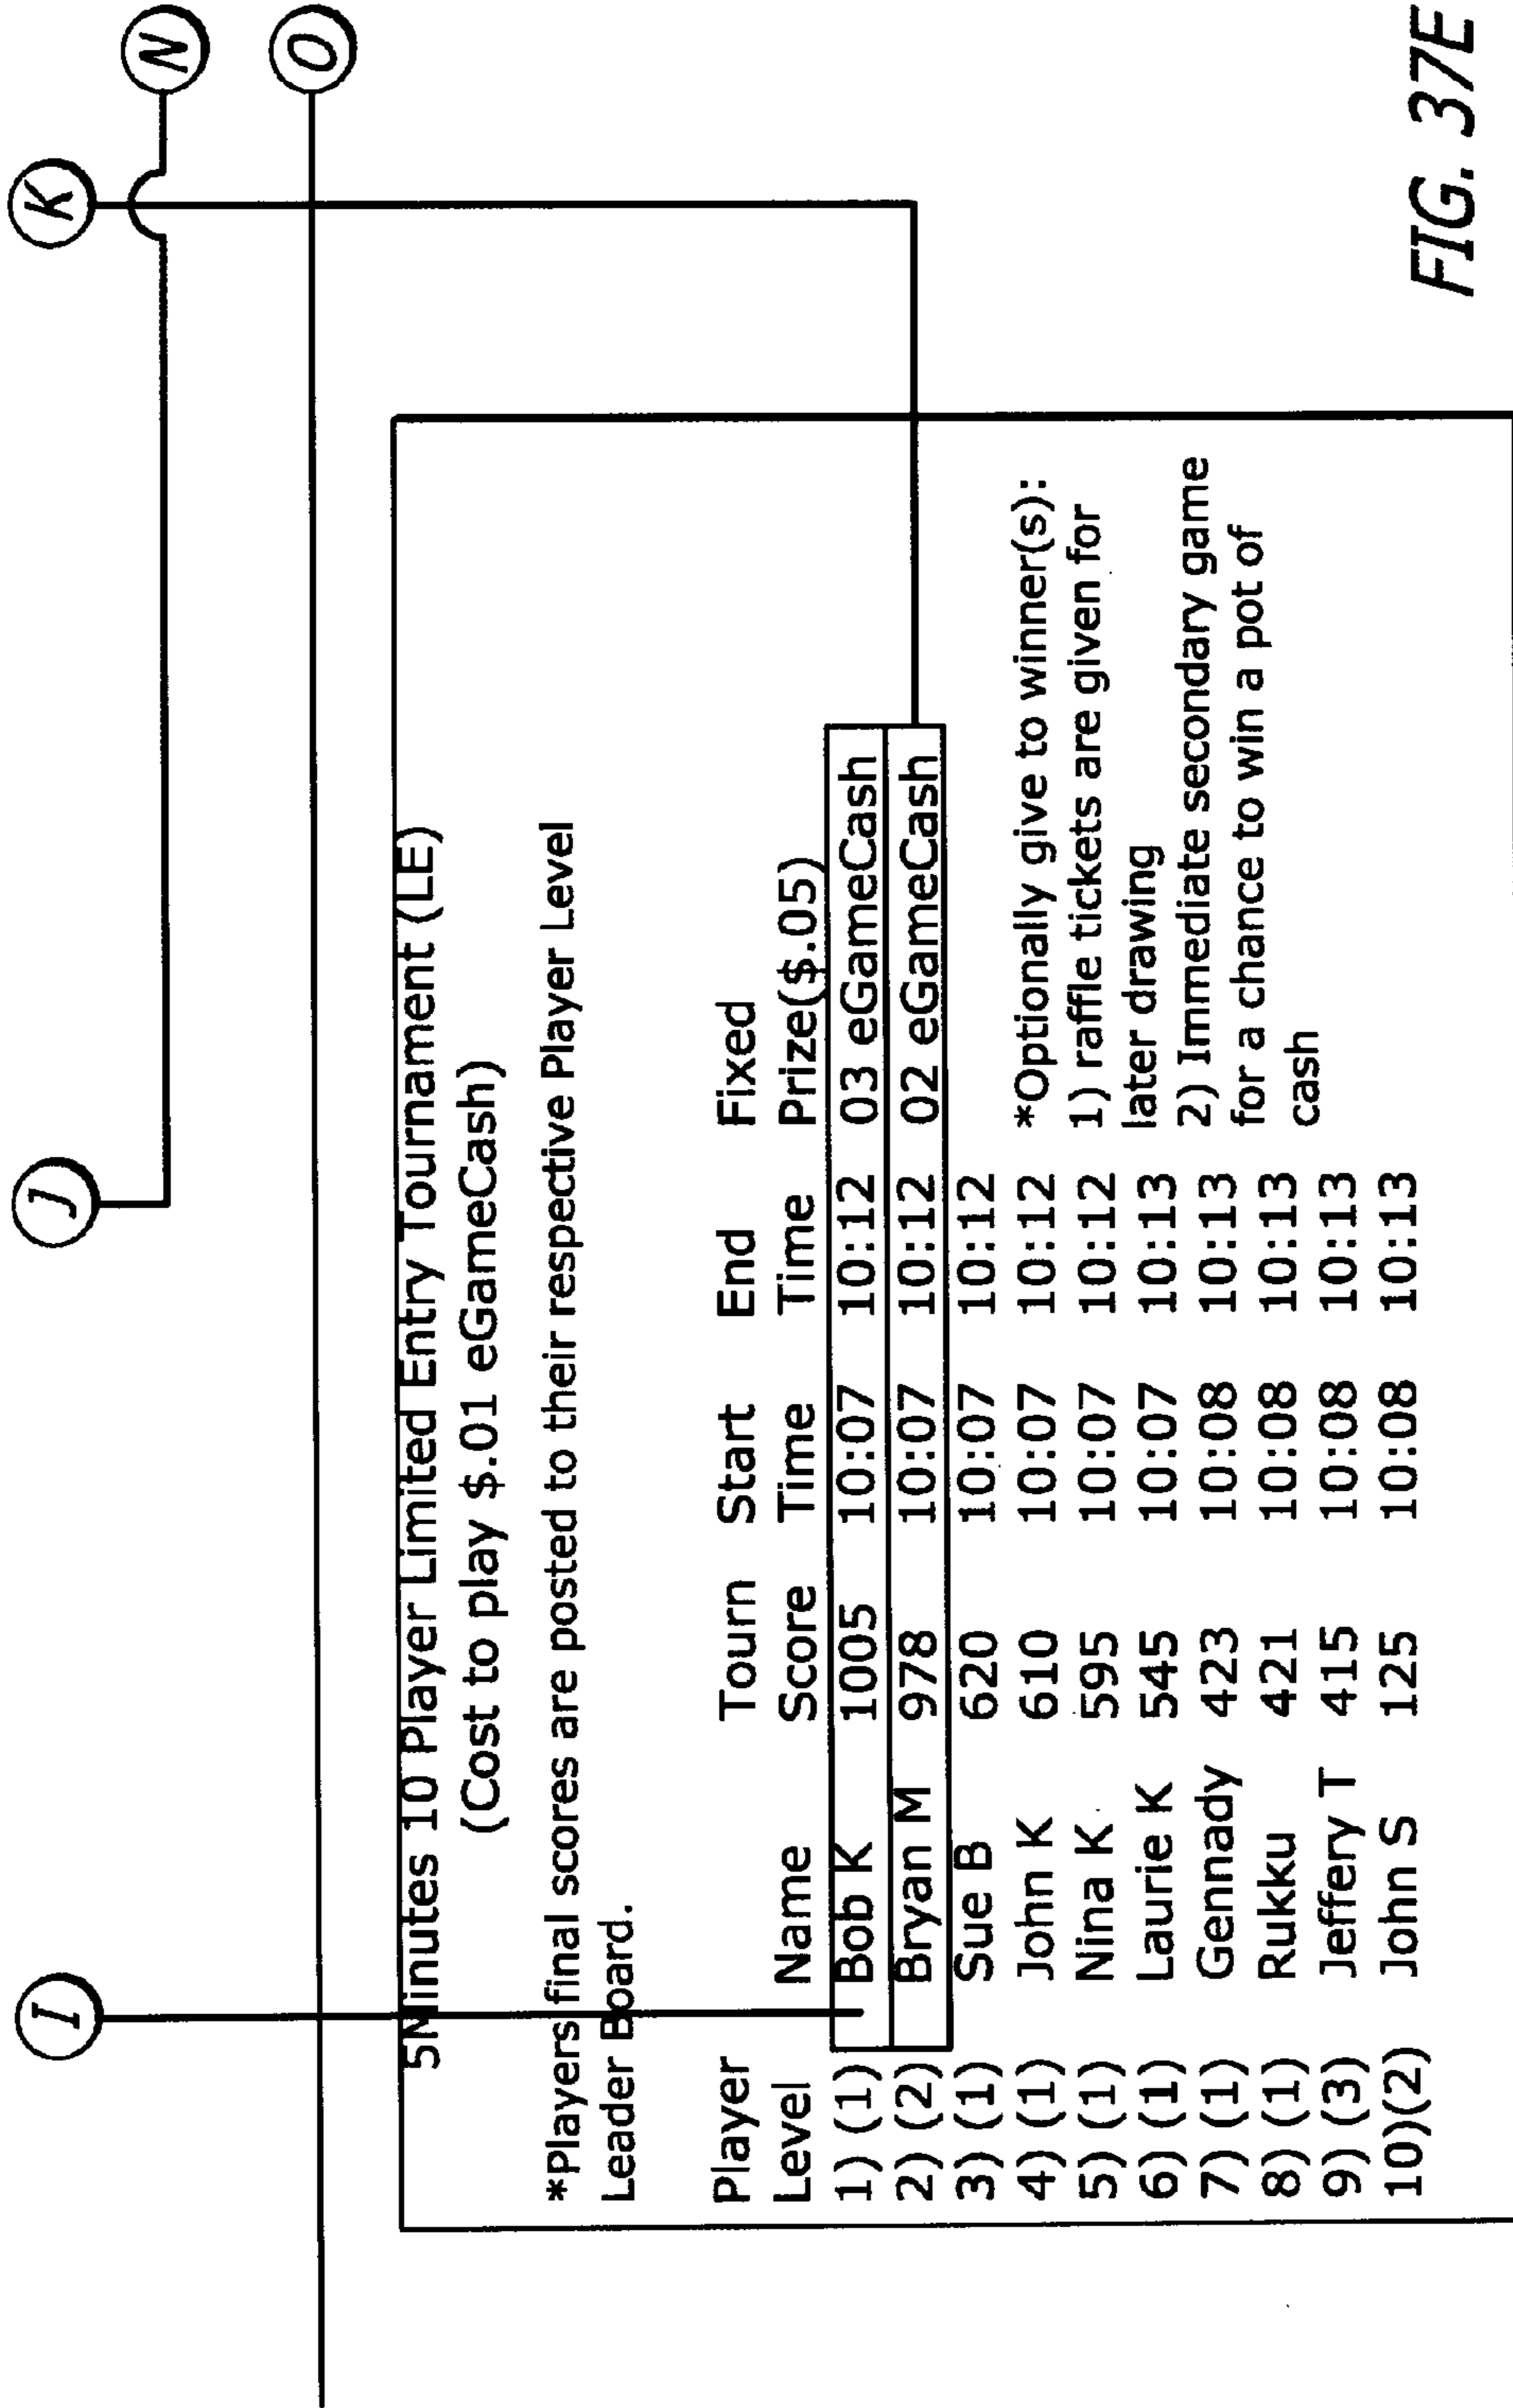 I
J
K
N
O
5Minutes 10 Player Limited Entry Tournament (LE)
(Cost to play $.01 eGameCash)
*Players final scores are posted to their respective Player Level
Leader Board.
Player Tourn Start End Fixed
Level Name Score Time Time Prize($.05)
1) (1) Bob K 1005 10:07 10:12 03 eGameCash
2) (2) Bryan M 978 10:07 10:12 02 eGameCash
3) (1) Sue B 620 10:07 10:12
4) (1) John K 610 10:07 10:12
5) (1) Nina K 595 10:07 10:12
6) (1) Laurie K 545 10:07 10:13
7) (1) Gennady 423 10:08 10:13
8) (1) Rukku 421 10:08 10:13
9) (3) Jeffery T 415 10:08 10:13
10)(2) John S 125 10:08 10:13
*Optionally give to winner(s):
1) raffle tickets are given for
later drawing
2) Immediate secondary game
for a chance to win a pot of
cash
FIG. 37E